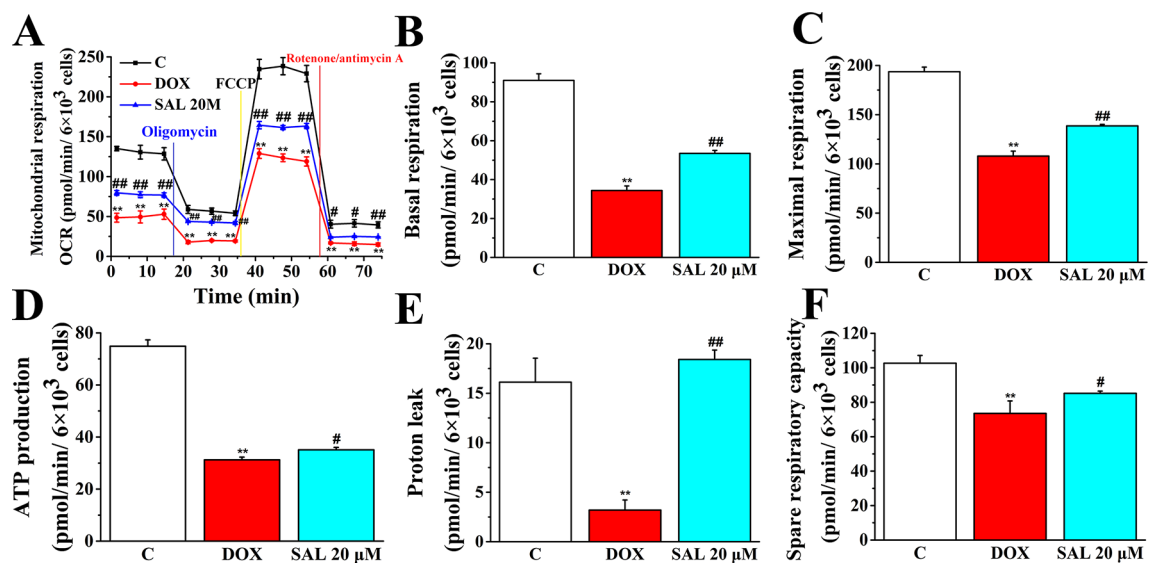 A
Mitochondrial respiration
OCR (pmol/min/ 6×10³ cells)
250
200
150
100
50
0
C
DOX
SAL 20M
Oligomycin
FCCP
Rotenone/antimycin A
## ## ##
** ** **
## ## ##
** ** **
## ## ##
** ** **
# # ##
** ** **
0 10 20 30 40 50 60 70
Time (min)
B
Basal respiration
(pmol/min/ 6×10³ cells)
100
80
60
40
20
0
**
##
C DOX SAL 20 μM
C
Maximal respiration
(pmol/min/ 6×10³ cells)
200
150
100
50
0
**
##
C DOX SAL 20 μM
D
ATP production
(pmol/min/ 6×10³ cells)
80
60
40
20
0
**
#
C DOX SAL 20 μM
E
Proton leak
(pmol/min/ 6×10³ cells)
20
15
10
5
0
**
##
C DOX SAL 20 μM
F
Spare respiratory capacity
(pmol/min/ 6×10³ cells)
120
100
80
60
40
20
0
**
#
C DOX SAL 20 μM